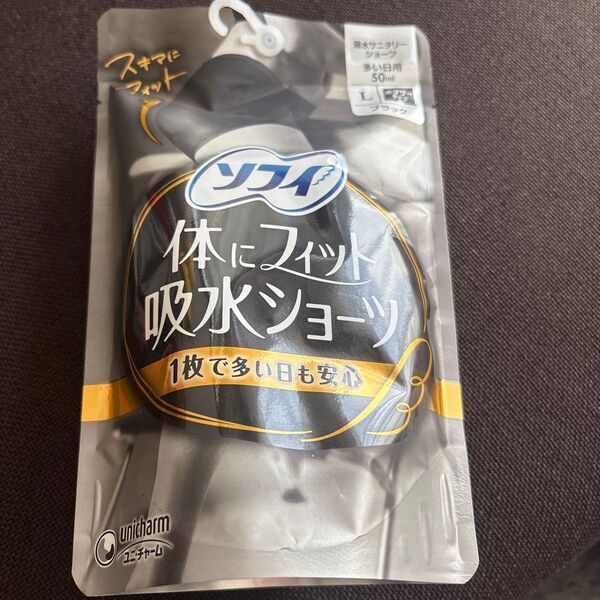 スキマに
フィット
吸水サニタリー
ショーツ
多い日用
50ml
L
ブラック
ソフィ
体にフィット
吸水ショーツ
1枚で多い日も安心
unicharm
ユニ・チャーム